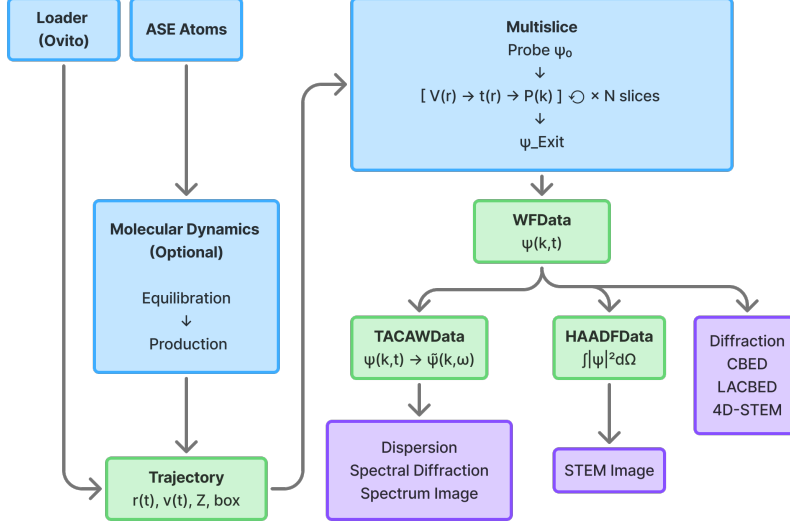 Loader
(Ovito)
ASE Atoms
Multislice
Probe ψ₀
↓
[ V(r) → t(r) → P(k) ] ⟲ × N slices
↓
ψ_Exit
Molecular Dynamics
(Optional)
Equilibration
↓
Production
WFData
ψ(k,t)
TACAWData
ψ(k,t) → ψ̃(k,ω)
HAADFData
∫|ψ|²dΩ
Diffraction
CBED
LACBED
4D-STEM
Trajectory
r(t), v(t), Z, box
Dispersion
Spectral Diffraction
Spectrum Image
STEM Image